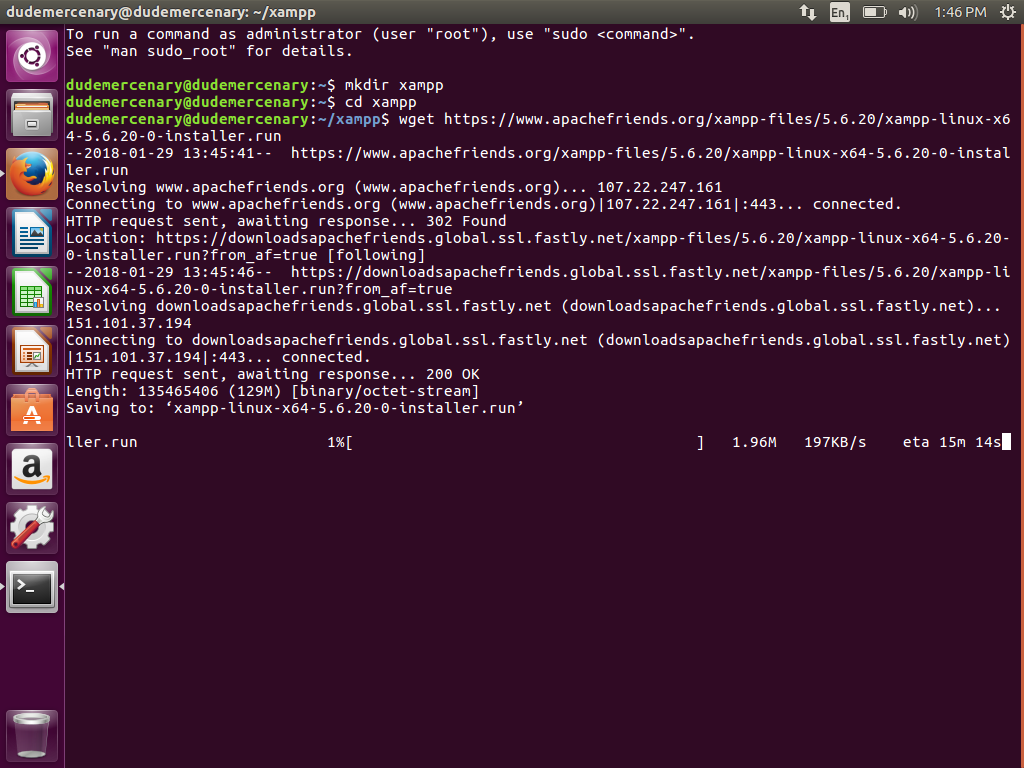 dudemercenary@dudemercenary: ~/xampp
En1
1:46 PM
To run a command as administrator (user "root"), use "sudo <command>".
See "man sudo_root" for details.
dudemercenary@dudemercenary:~$ mkdir xampp
dudemercenary@dudemercenary:~$ cd xampp
dudemercenary@dudemercenary:~/xampp$ wget https://www.apachefriends.org/xampp-files/5.6.20/xampp-linux-x6
4-5.6.20-0-installer.run
--2018-01-29 13:45:41--  https://www.apachefriends.org/xampp-files/5.6.20/xampp-linux-x64-5.6.20-0-instal
ler.run
Resolving www.apachefriends.org (www.apachefriends.org)... 107.22.247.161
Connecting to www.apachefriends.org (www.apachefriends.org)|107.22.247.161|:443... connected.
HTTP request sent, awaiting response... 302 Found
Location: https://downloadsapachefriends.global.ssl.fastly.net/xampp-files/5.6.20/xampp-linux-x64-5.6.20-
0-installer.run?from_af=true [following]
--2018-01-29 13:45:46--  https://downloadsapachefriends.global.ssl.fastly.net/xampp-files/5.6.20/xampp-li
nux-x64-5.6.20-0-installer.run?from_af=true
Resolving downloadsapachefriends.global.ssl.fastly.net (downloadsapachefriends.global.ssl.fastly.net)...
151.101.37.194
Connecting to downloadsapachefriends.global.ssl.fastly.net (downloadsapachefriends.global.ssl.fastly.net)
|151.101.37.194|:443... connected.
HTTP request sent, awaiting response... 200 OK
Length: 135465406 (129M) [binary/octet-stream]
Saving to: ‘xampp-linux-x64-5.6.20-0-installer.run’
ller.run                     1%[                                      ]   1.96M   197KB/s    eta 15m 14s